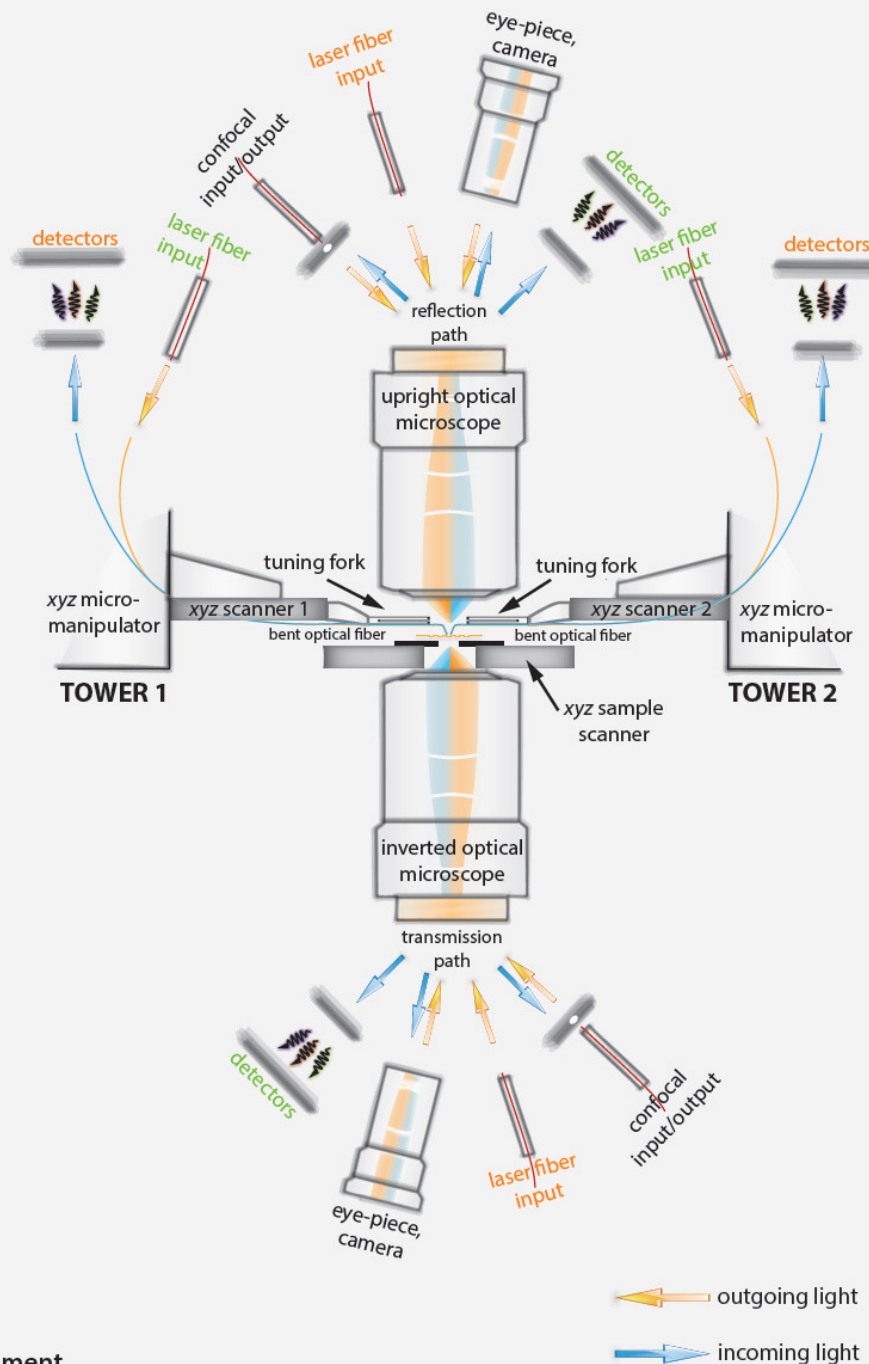 eye-piece,
camera
laser fiber
input
confocal
input/output
detectors
laser fiber
input
detectors
laser fiber
input
detectors
reflection
path
upright optical
microscope
tuning fork
tuning fork
xyz scanner 1
xyz scanner 2
xyz micro-
manipulator
xyz micro-
manipulator
bent optical fiber
bent optical fiber
TOWER 1
TOWER 2
xyz sample
scanner
inverted optical
microscope
transmission
path
detectors
confocal
input/output
laser fiber
input
eye-piece,
camera
outgoing light
incoming light
ment